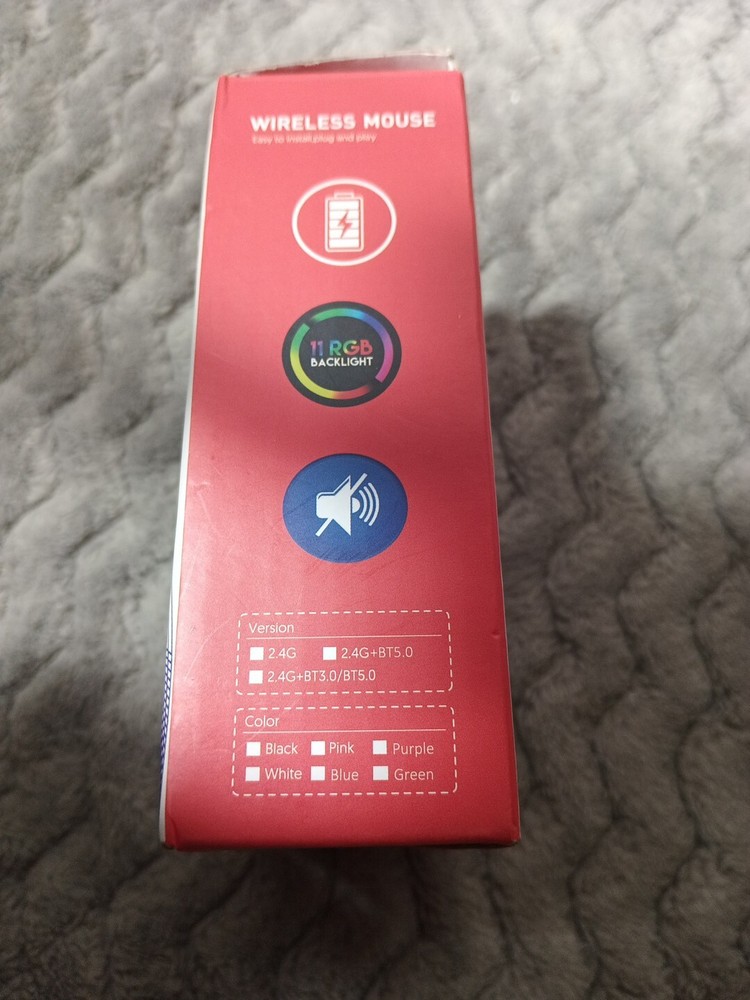 WIRELESS MOUSE
Easy to install,plug and play
11 RGB
BACKLIGHT
Version
2.4G 2.4G+BT5.0
2.4G+BT3.0/BT5.0
Color
Black Pink Purple
White Blue Green